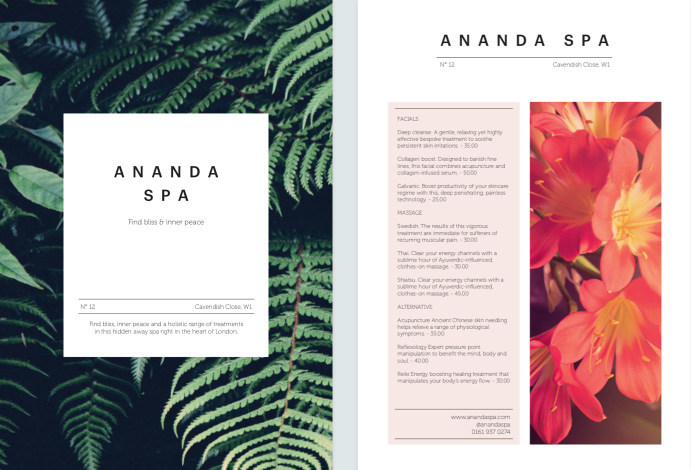 ANANDA
SPA
Find bliss & inner peace
N° 12 Cavendish Close, W1
Find bliss, inner peace and a holistic range of treatments
in this hidden away spa right in the heart of London.
ANANDA SPA
N° 12 Cavendish Close, W1
FACIALS
Deep cleanse. A gentle, relaxing yet highly
effective bespoke treatment to soothe
persistent skin irritations. - 35.00
Collagen boost. Designed to banish fine
lines, this facial combines acupuncture and
collagen-infused serum. - 50.00
Galvanic. Boost productivity of your skincare
regime with this, deep penetrating, painless
technology. - 25.00
MASSAGE
Swedish. The results of this vigorous
treatment are immediate for sufferers of
recurring muscular pain. - 30.00
Thai. Clear your energy channels with a
sublime hour of Ayuverdic-influenced,
clothes-on massage. - 30.00
Shiatsu. Clear your energy channels with a
sublime hour of Ayuverdic-influenced,
clothes-on massage. - 45.00
ALTERNATIVE
Acupuncture Ancient Chinese skin needling
helps relieve a range of physiological
symptoms. - 35.00
Reflexology Expert pressure point
manipulation to benefit the mind, body and
soul. - 40.00
Reiki Energy boosting healing treatment that
manipulates your body's energy flow. - 30.00
www.anandaspa.com
@anandaspa
0161 937 0274